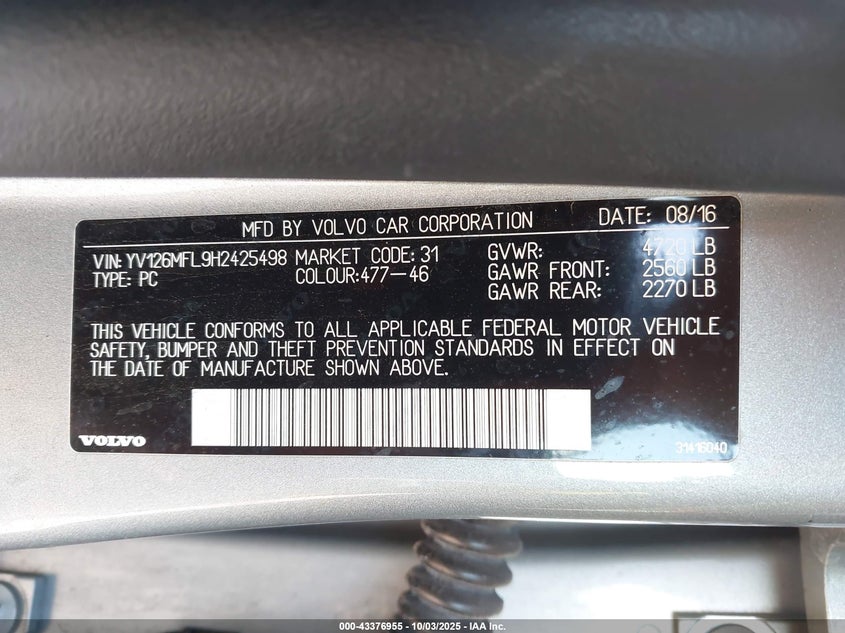 MFD BY VOLVO CAR CORPORATION DATE: 08/16
VIN: YV126MFL9H2425498 MARKET CODE: 31 GVWR: 4720 LB
TYPE: PC COLOUR:477-46 GAWR FRONT: 2560 LB
GAWR REAR: 2270 LB
THIS VEHICLE CONFORMS TO ALL APPLICABLE FEDERAL MOTOR VEHICLE
SAFETY, BUMPER AND THEFT PREVENTION STANDARDS IN EFFECT ON
THE DATE OF MANUFACTURE SHOWN ABOVE.
VOLVO
31416040
000-43376955 - 10/03/2025 - IAA Inc.